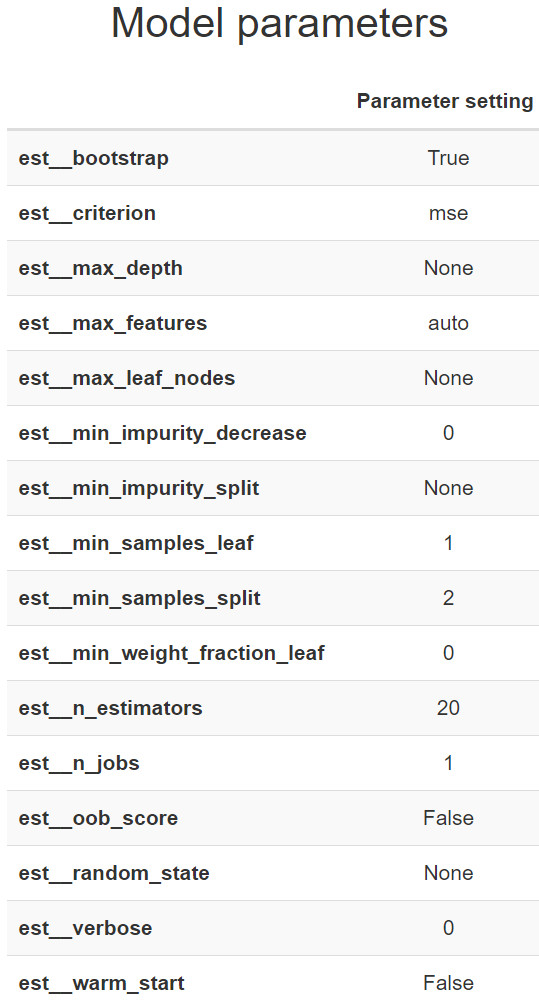 Model parameters
Parameter setting
est__bootstrap True
est__criterion mse
est__max_depth None
est__max_features auto
est__max_leaf_nodes None
est__min_impurity_decrease 0
est__min_impurity_split None
est__min_samples_leaf 1
est__min_samples_split 2
est__min_weight_fraction_leaf 0
est__n_estimators 20
est__n_jobs 1
est__oob_score False
est__random_state None
est__verbose 0
est__warm_start False